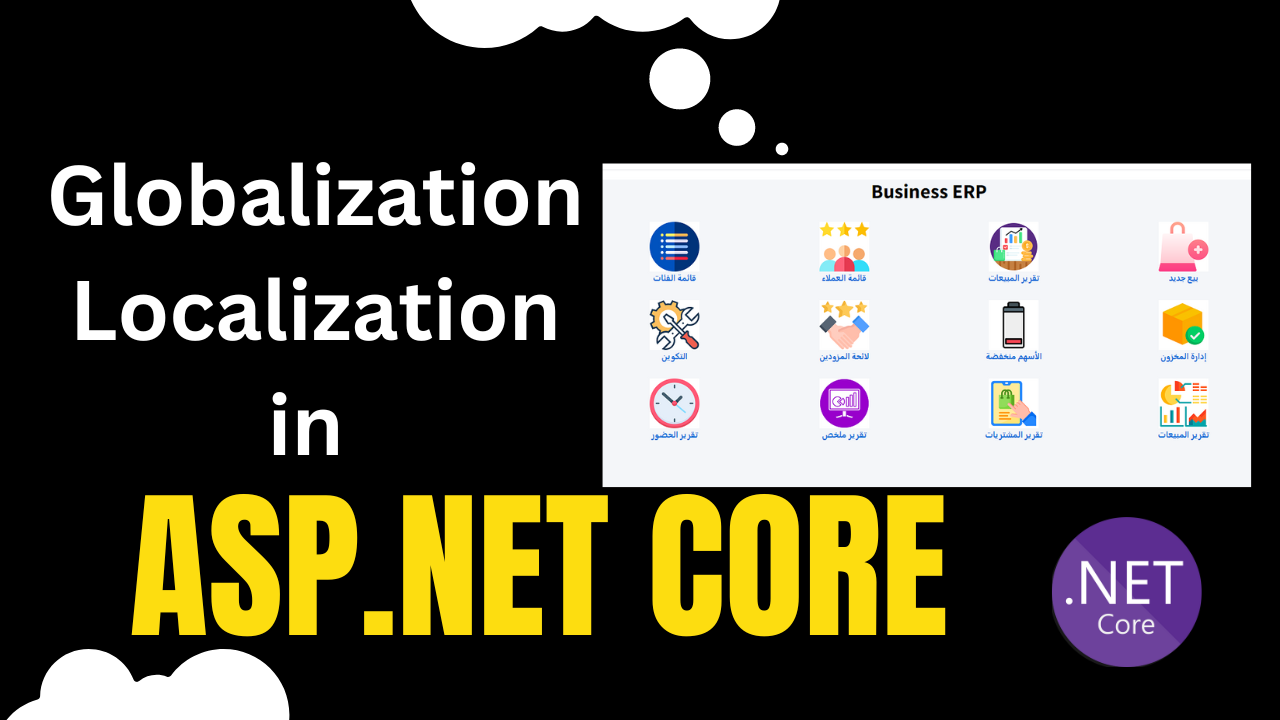 Globalization
Localization
in
ASP.NET CORE
Business ERP
قائمة الفئات
قائمة العملاء
تقرير المبيعات
بيع جديد
التكوين
لائحة المزودين
الأسهم منخفضة
إدارة المخزون
تقرير الحضور
تقرير ملخص
تقرير المشتريات
تقرير المبيعات
.NET
Core